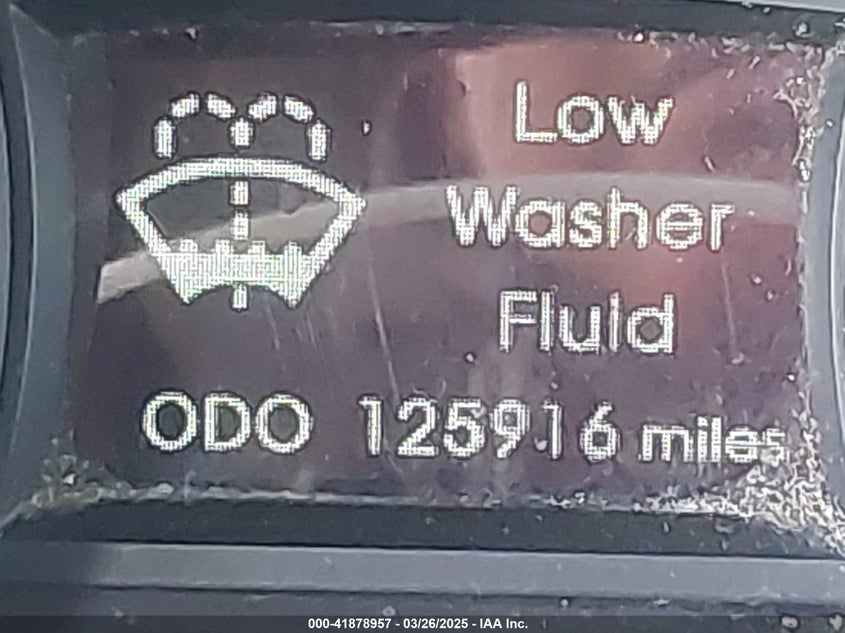 Low
Washer
Fluid
ODO 125916 miles
000-41878957 - 03/26/2025 - IAA Inc.